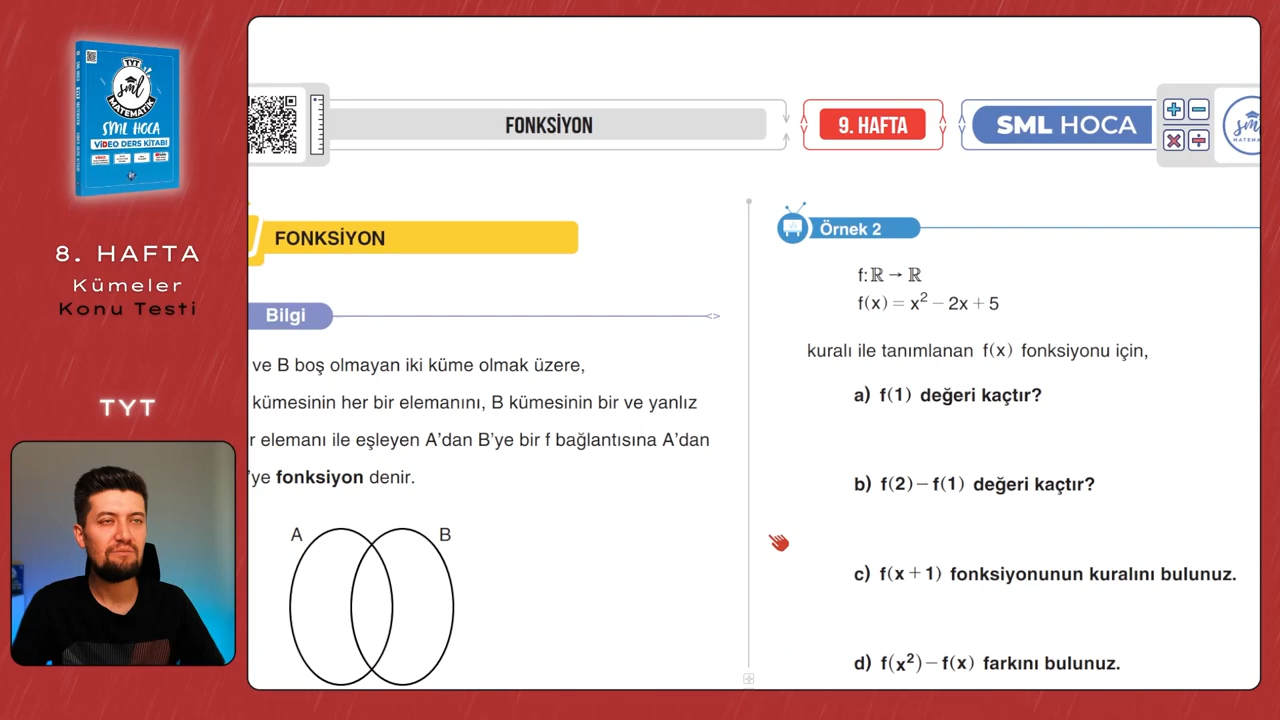 TYT
sml
MATEMATİK
SML HOCA
VİDEO DERS KİTABI
8. HAFTA
Kümeler
Konu Testi
TYT
FONKSİYON
9. HAFTA
SML HOCA
sml
FONKSİYON
Bilgi
ve B boş olmayan iki küme olmak üzere,
kümesinin her bir elemanını, B kümesinin bir ve yanlız
r elemanı ile eşleyen A'dan B'ye bir f bağlantısına A'dan
'ye fonksiyon denir.
A B
Örnek 2
f: ℝ → ℝ
f(x) = x² − 2x + 5
kuralı ile tanımlanan f(x) fonksiyonu için,
a) f(1) değeri kaçtır?
b) f(2) − f(1) değeri kaçtır?
c) f(x + 1) fonksiyonunun kuralını bulunuz.
d) f(x²) − f(x) farkını bulunuz.